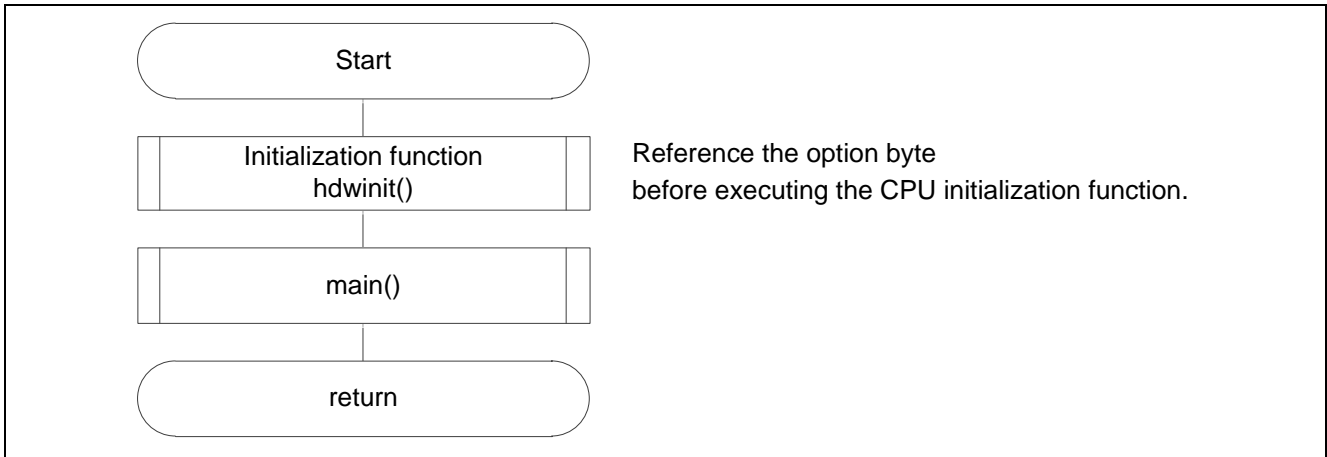 Start
Initialization function
hdwinit()
Reference the option byte
before executing the CPU initialization function.
main()
return